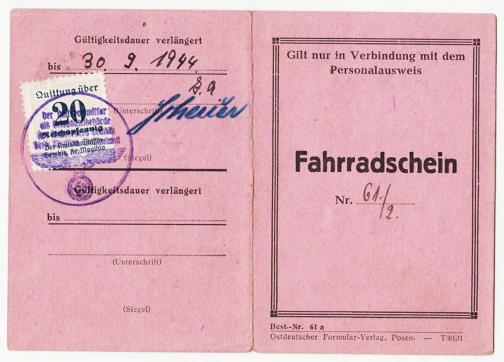 Gültigkeitsdauer verlängert
bis 30. 9. 1944
Quittung über
20
Reichspfennig
(Unterschrift)
(Siegel)
Gültigkeitsdauer verlängert
bis
(Unterschrift)
(Siegel)
Gilt nur in Verbindung mit dem
Personalausweis
Fahrradschein
Nr. 61./2.
Best.-Nr. 61 a
Ostdeutscher Formular-Verlag, Posen. — T/0131